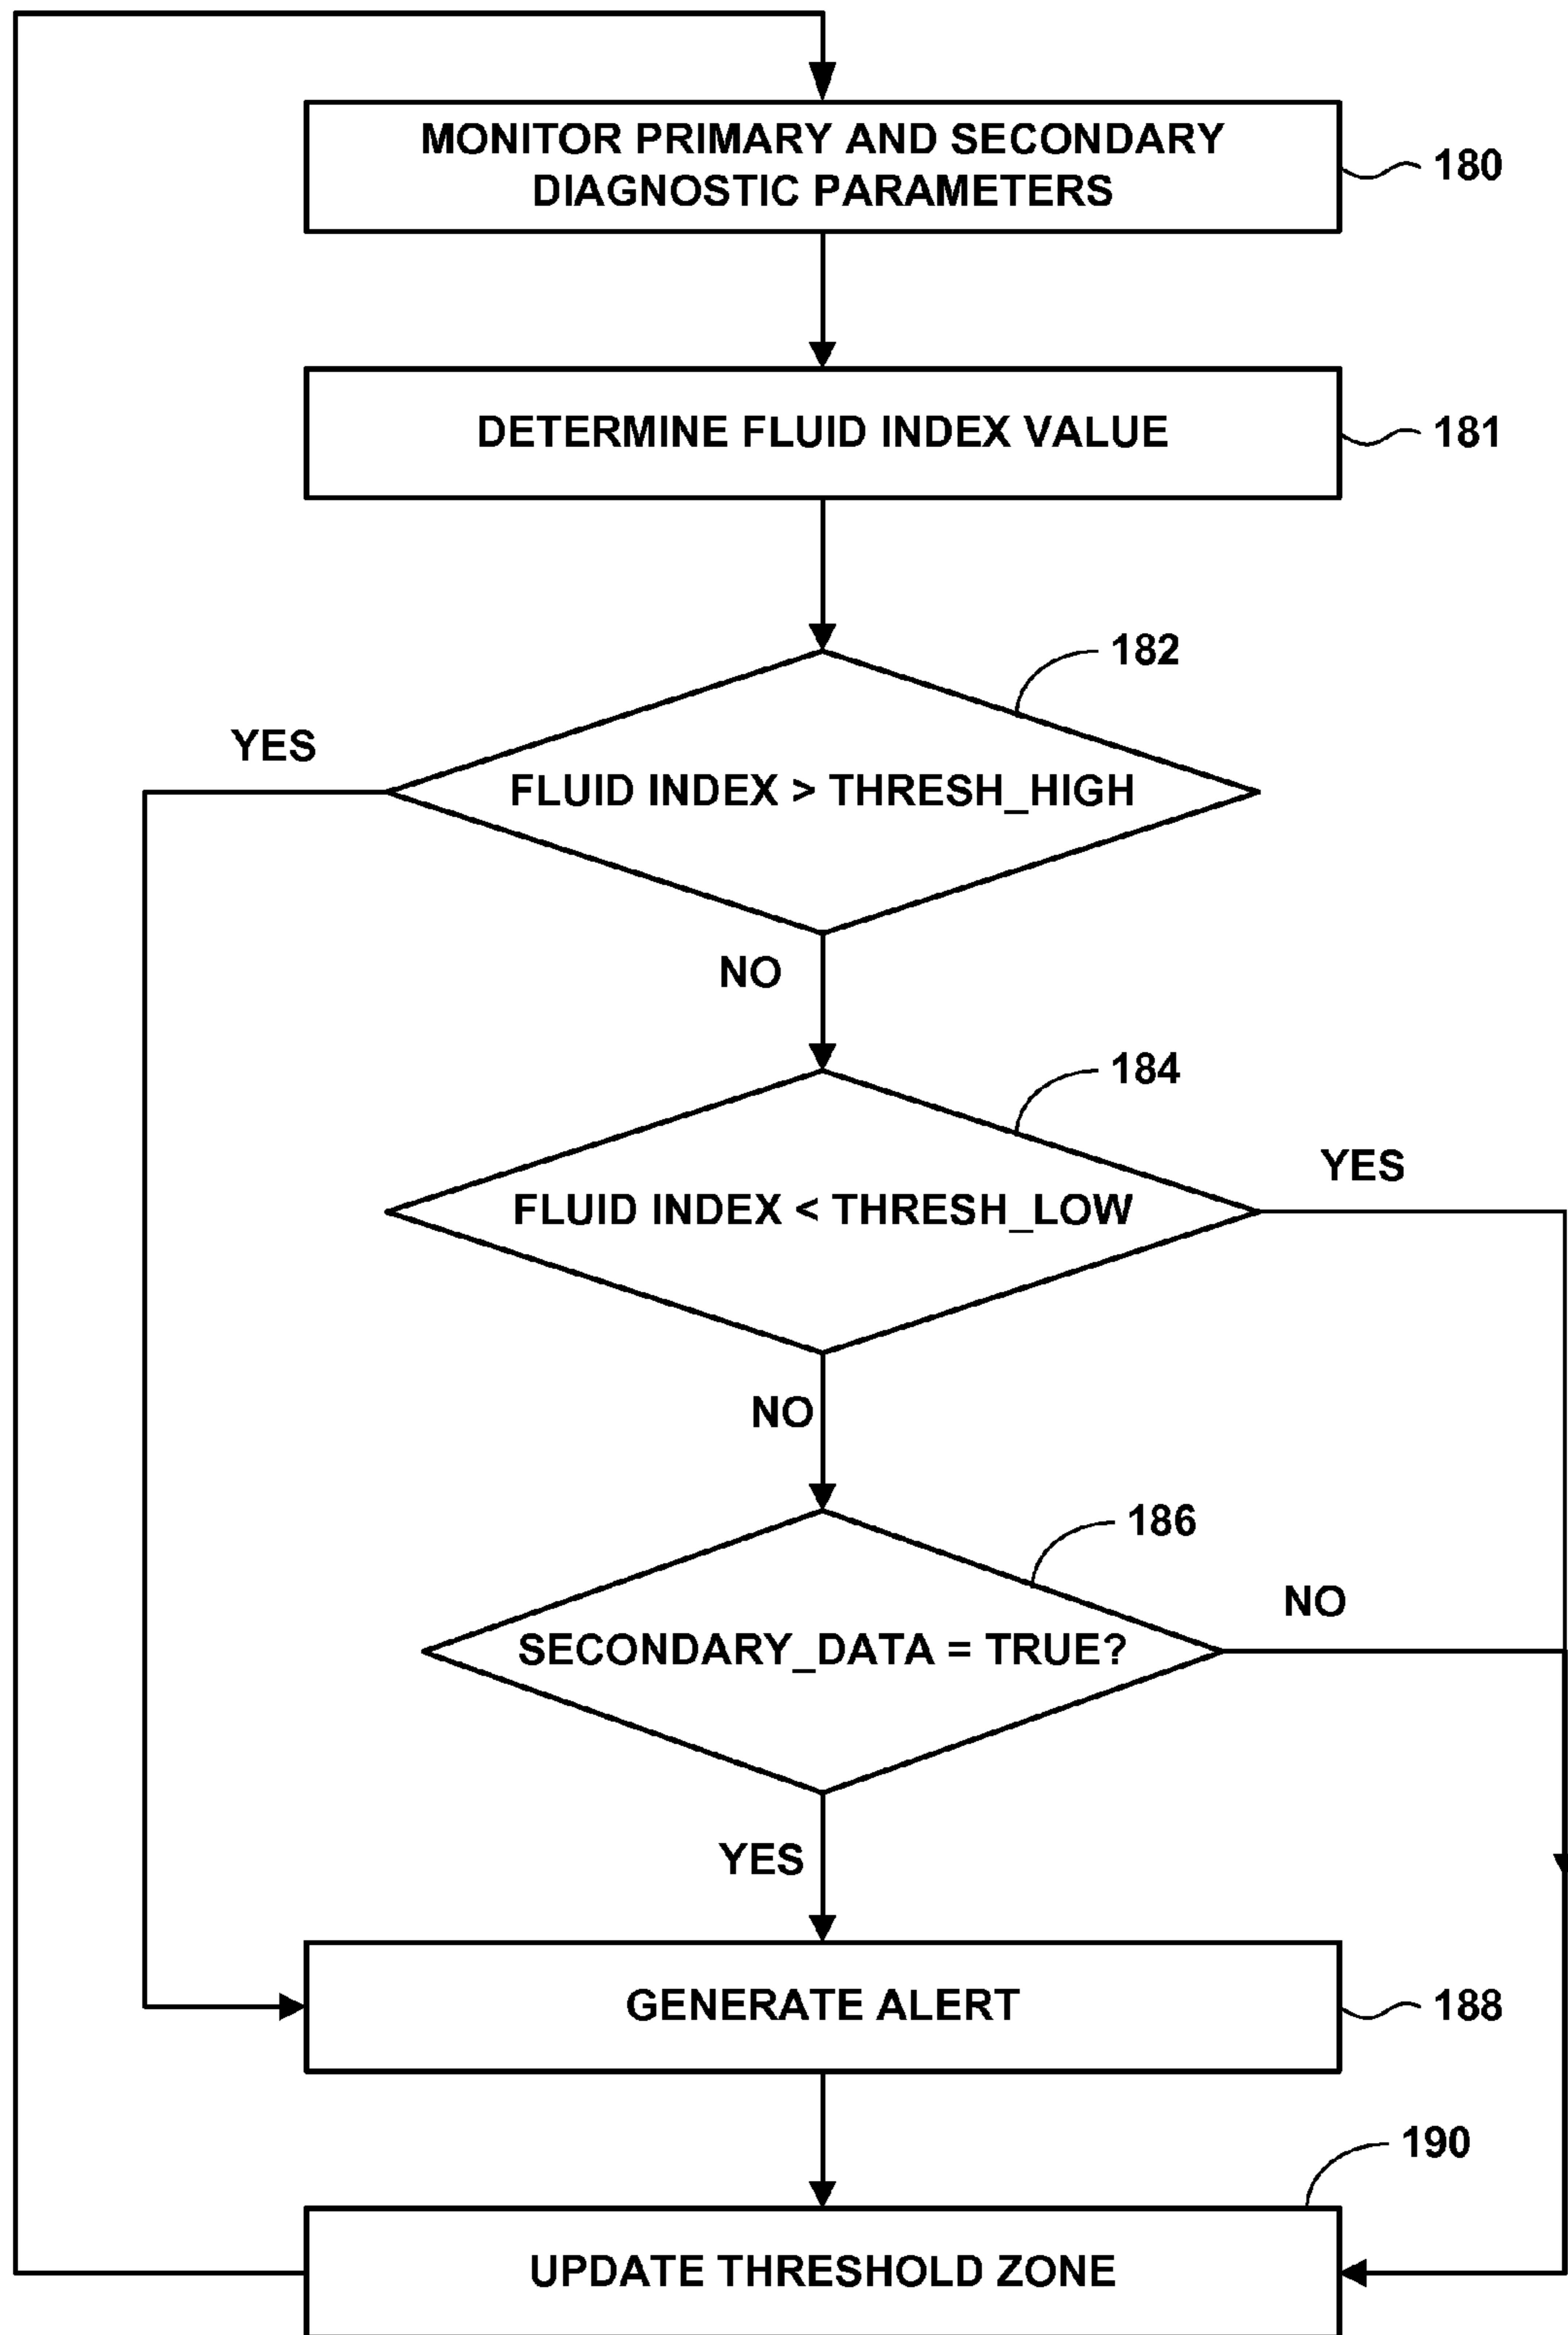 MONITOR PRIMARY AND SECONDARY
DIAGNOSTIC PARAMETERS
180
DETERMINE FLUID INDEX VALUE
181
182
YES
FLUID INDEX > THRESH_HIGH
NO
184
YES
FLUID INDEX < THRESH_LOW
NO
186
NO
SECONDARY_DATA = TRUE?
YES
GENERATE ALERT
188
190
UPDATE THRESHOLD ZONE